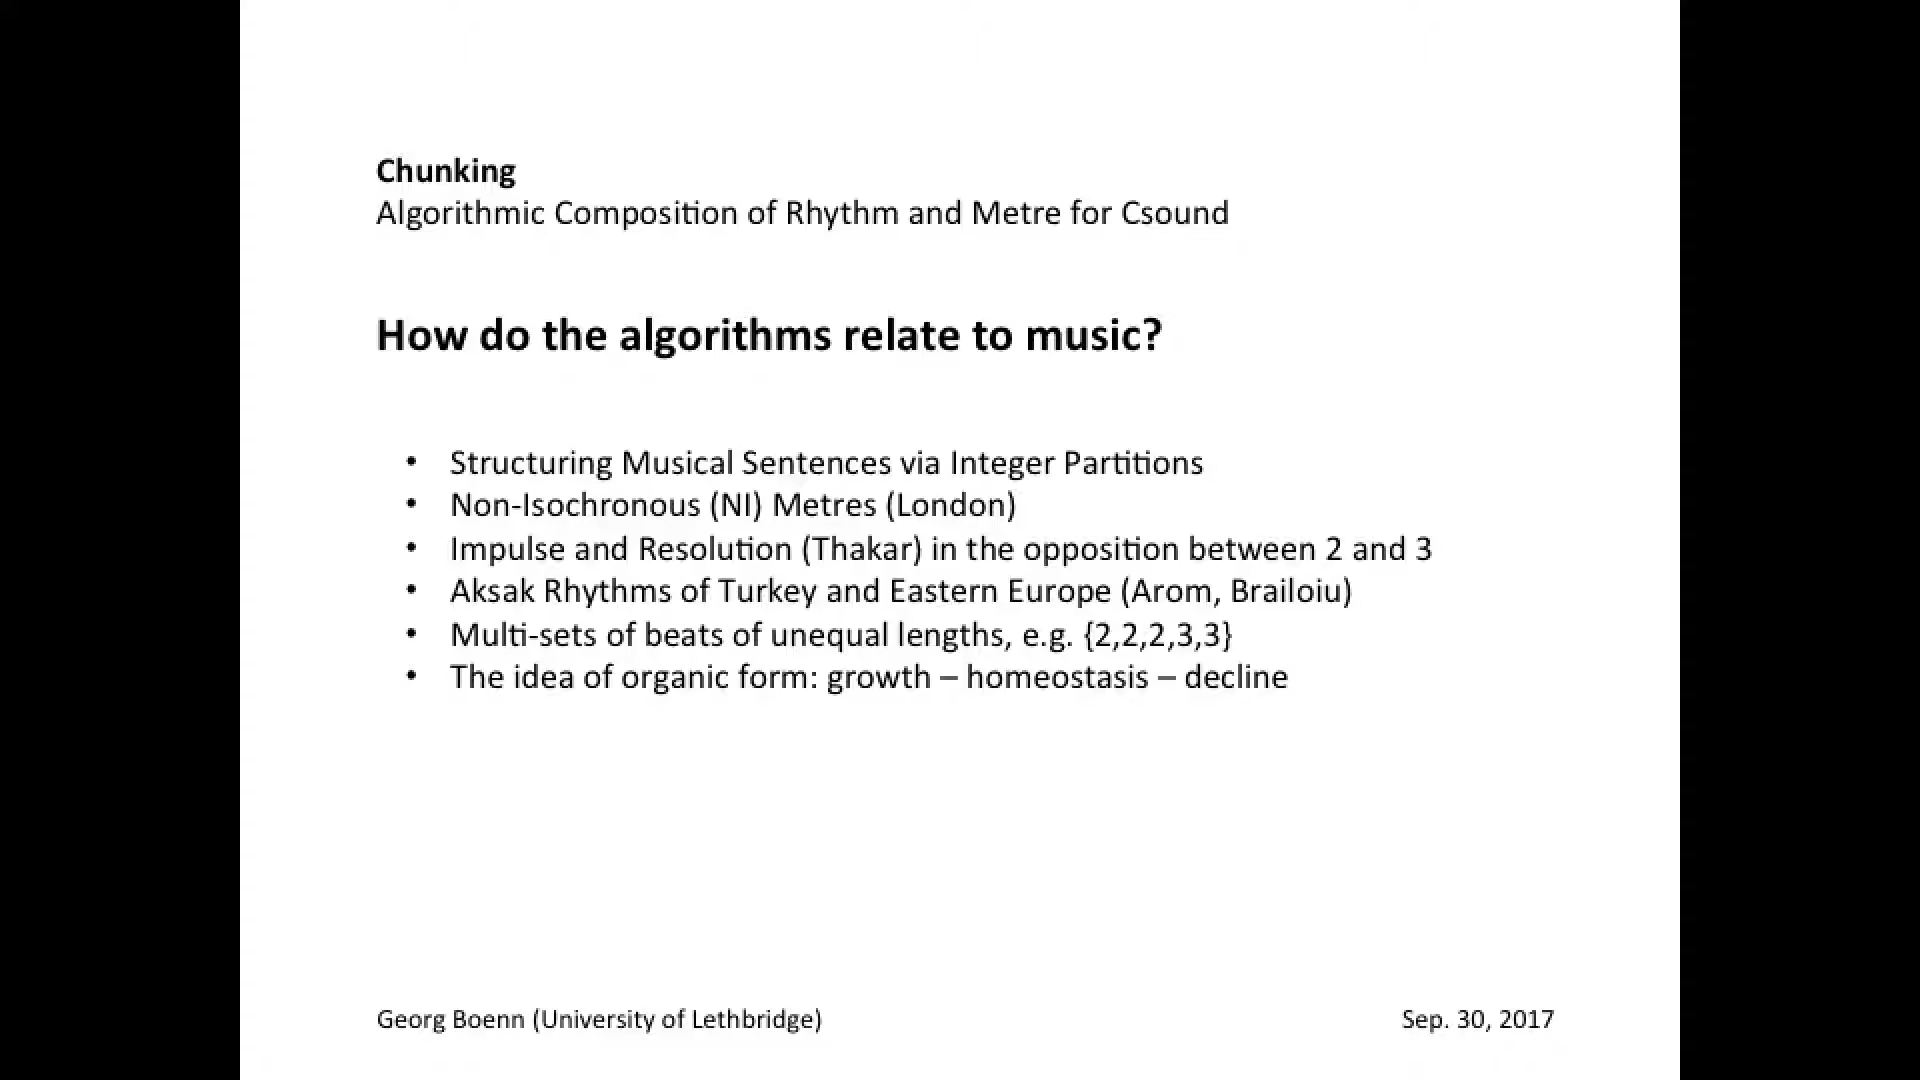 Chunking
Algorithmic Composition of Rhythm and Metre for Csound
How do the algorithms relate to music?
• Structuring Musical Sentences via Integer Partitions
• Non-Isochronous (NI) Metres (London)
• Impulse and Resolution (Thakar) in the opposition between 2 and 3
• Aksak Rhythms of Turkey and Eastern Europe (Arom, Brailoiu)
• Multi-sets of beats of unequal lengths, e.g. {2,2,2,3,3}
• The idea of organic form: growth – homeostasis – decline
Georg Boenn (University of Lethbridge)
Sep. 30, 2017